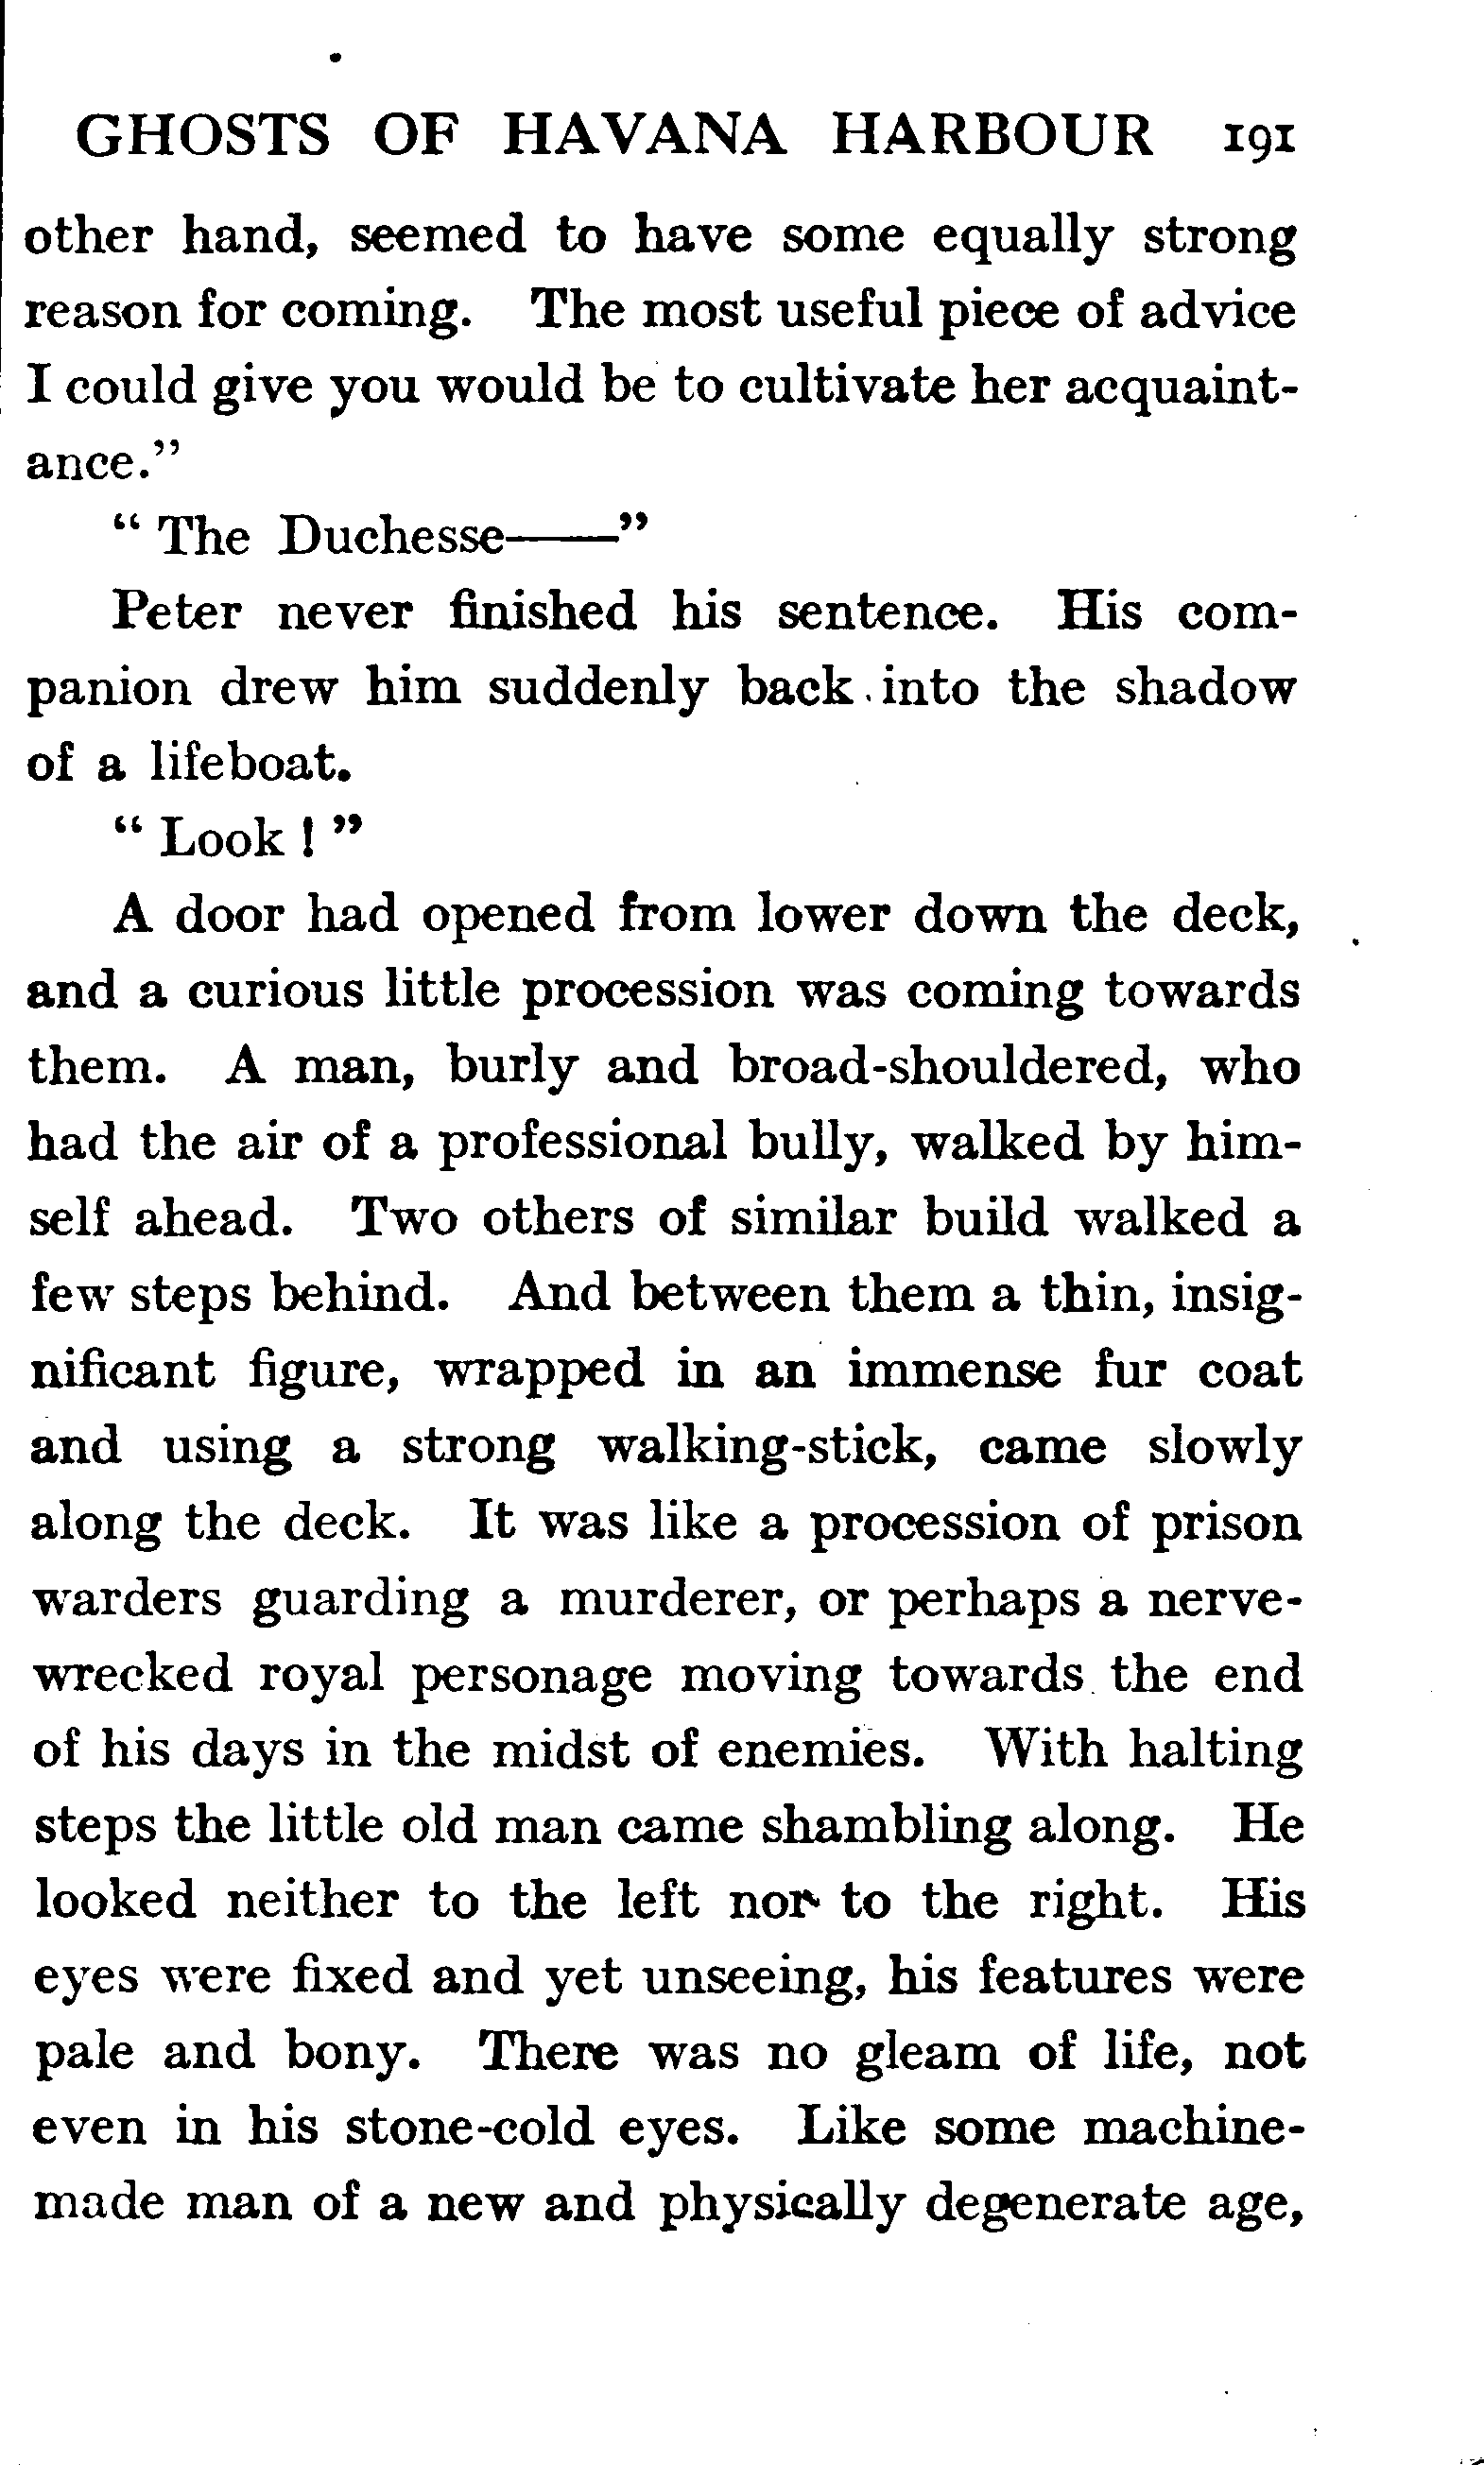 GHOSTS OF HAVANA HARBOUR 191
other hand, seemed to have some equally strong
reason for coming. The most useful piece of advice
I could give you would be to cultivate her acquaint-
ance."
" The Duchesse——"
Peter never finished his sentence. His com-
panion drew him suddenly back into the shadow
of a lifeboat.
" Look ! "
A door had opened from lower down the deck,
and a curious little procession was coming towards
them. A man, burly and broad-shouldered, who
had the air of a professional bully, walked by him-
self ahead. Two others of similar build walked a
few steps behind. And between them a thin, insig-
nificant figure, wrapped in an immense fur coat
and using a strong walking-stick, came slowly
along the deck. It was like a procession of prison
warders guarding a murderer, or perhaps a nerve-
wrecked royal personage moving towards the end
of his days in the midst of enemies. With halting
steps the little old man came shambling along. He
looked neither to the left nor to the right. His
eyes were fixed and yet unseeing, his features were
pale and bony. There was no gleam of life, not
even in his stone-cold eyes. Like some machine-
made man of a new and physically degenerate age,